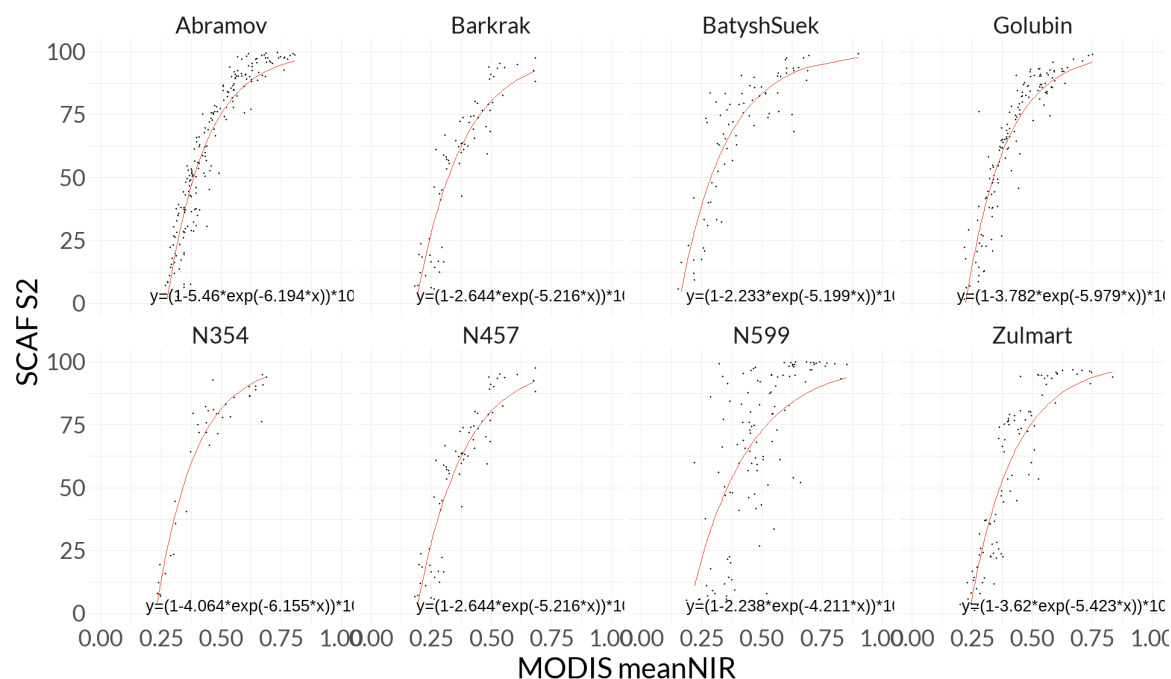 Abramov Barkrak BatyshSuek Golubin
100
75
50
25
0
y=(1-5.46*exp(-6.194*x))*10 y=(1-2.644*exp(-5.216*x))*1( y=(1-2.233*exp(-5.199*x))*1( y=(1-3.782*exp(-5.979*x))*1(
SCAF S2
N354 N457 N599 Zulmart
100
75
50
25
0
y=(1-4.064*exp(-6.155*x))*1( y=(1-2.644*exp(-5.216*x))*1( y=(1-2.238*exp(-4.211*x))*1( y=(1-3.62*exp(-5.423*x))*10
0.00 0.25 0.50 0.75 1.00 0.00 0.25 0.50 0.75 1.00 0.00 0.25 0.50 0.75 1.00 0.00 0.25 0.50 0.75 1.00
MODIS meanNIR